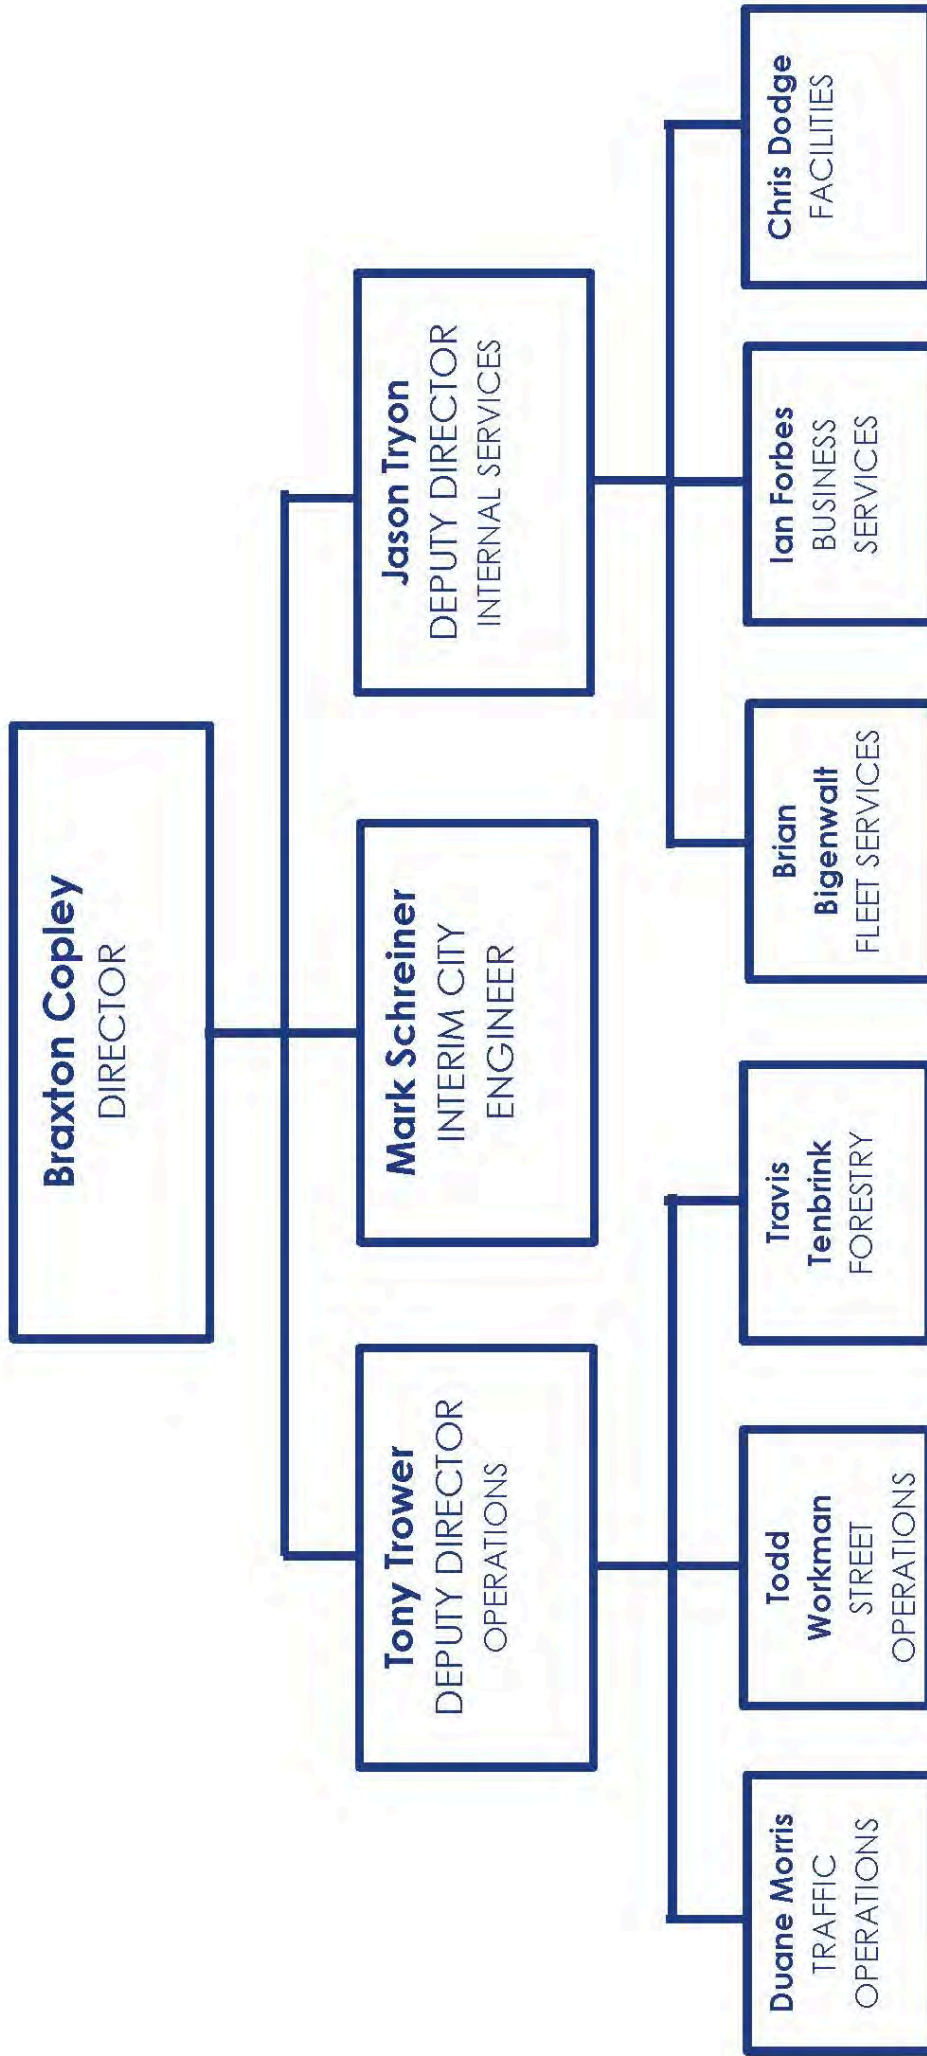 Braxton Copley
DIRECTOR
Tony Trower
DEPUTY DIRECTOR
OPERATIONS
Mark Schreiner
INTERIM CITY
ENGINEER
Jason Tryon
DEPUTY DIRECTOR
INTERNAL SERVICES
Duane Morris
TRAFFIC
OPERATIONS
Todd
Workman
STREET
OPERATIONS
Travis
Tenbrink
FORESTRY
Brian
Bigenwalt
FLEET SERVICES
Ian Forbes
BUSINESS
SERVICES
Chris Dodge
FACILITIES